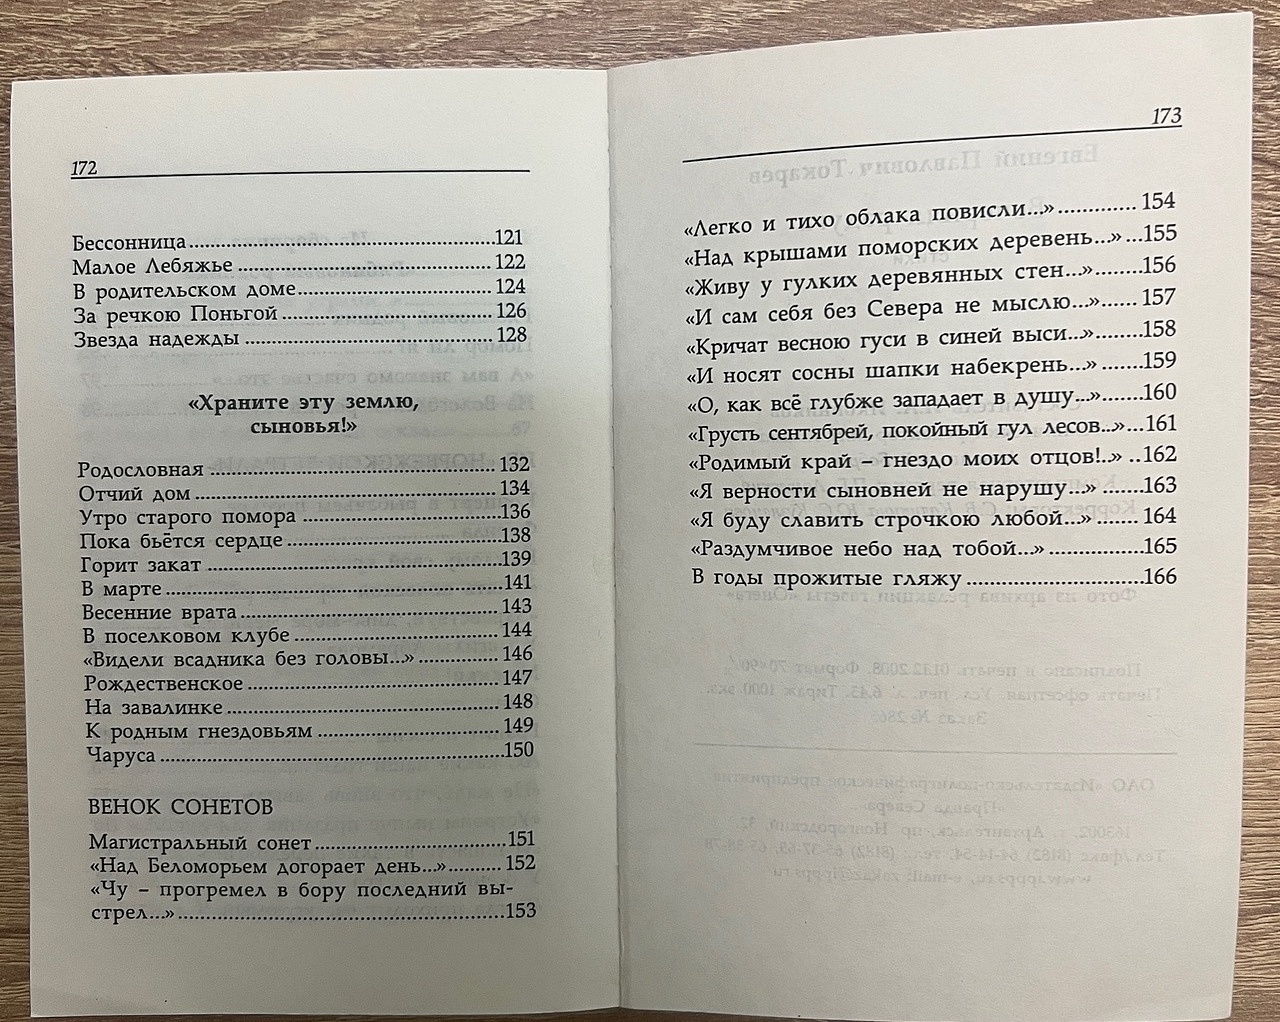 172
Бессонница....................................................121
Малое Лебяжье ........................................... 122
В родительском доме.................................. 124
За речкою Поньгой ..................................... 126
Звезда надежды .......................................... 128
«Храните эту землю,
сыновья!»
Родословная ................................................ 132
Отчий дом ................................................... 134
Утро старого помора .................................. 136
Пока бьётся сердце..................................... 138
Горит закат ..................................................139
В марте.........................................................141
Весенние врата............................................ 143
В поселковом клубе .................................... 144
«Видели всадника без головы...» .............. 146
Рождественское........................................... 147
На завалинке............................................... 148
К родным гнездовьям ................................ 149
Чаруса...........................................................150
ВЕНОК СОНЕТОВ
Магистральный сонет................................. 151
«Над Беломорьем догорает день...».......... 152
«Чу – прогремел в бору последний вы-
стрел...»........................................................153
173
«Легко и тихо облака повисли...»............. 154
«Над крышами поморских деревень...» ...155
«Живу у гулких деревянных стен...»........ 156
«И сам себя без Севера не мыслю...»...... 157
«Кричат весною гуси в синей выси...»........158
«И носят сосны шапки набекрень...» .......159
«О, как всё глубже западает в душу...» ....160
«Грусть сентябрей, покойный гул лесов...»....161
«Родимый край – гнездо моих отцов!..» ..162
«Я верности сыновней не нарушу...» .......163
«Я буду славить строчкою любой...»....... 164
«Раздумчивое небо над тобой...» ...............165
В годы прожитые гляжу .............................166